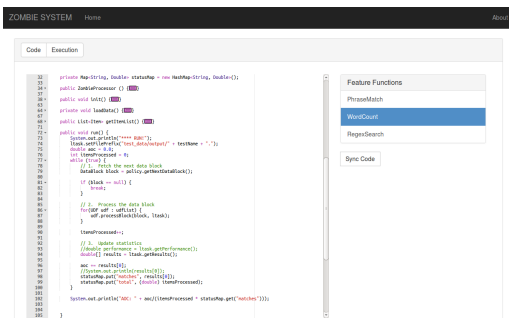 ZOMBIE SYSTEM Home About
Code Execution
32 private Map<String, Double> statusMap = new HashMap<String, Double>();
33
34 public ZombieProcessor () {
37
38 public void init() {
63
64 private void loadData() {
67
68 public List<Item> getItemList() {
71
72 public void run() {
73 System.out.println("**** RUN!");
74 ltask.setFilePrefix("test_data/output/" + testName + ".");
75 double aoc = 0.0;
76 int itemsProcessed = 0;
77 while (true) {
78 // 1. Fetch the next data block
79 DataBlock block = policy.getNextDataBlock();
80
81 if (block == null) {
82 break;
83 }
84
85 // 2. Process the data block
86 for(UDF udf : udfList) {
87 udf.processBlock(block, ltask);
88 }
89
90 itemsProcessed++;
91
92 // 3. Update statistics
93 //double performance = ltask.getPerformance();
94 double[] results = ltask.getResults();
95
96 aoc += results[0];
97 //System.out.println(results[0]);
98 statusMap.put("matches", results[0]);
99 statusMap.put("total", (double) itemsProcessed);
100 }
101
102 System.out.println("AOC: " + aoc/(itemsProcessed * statusMap.get("matches")));
103
104 }
Feature Functions
PhraseMatch
WordCount
RegexSearch
Sync Code